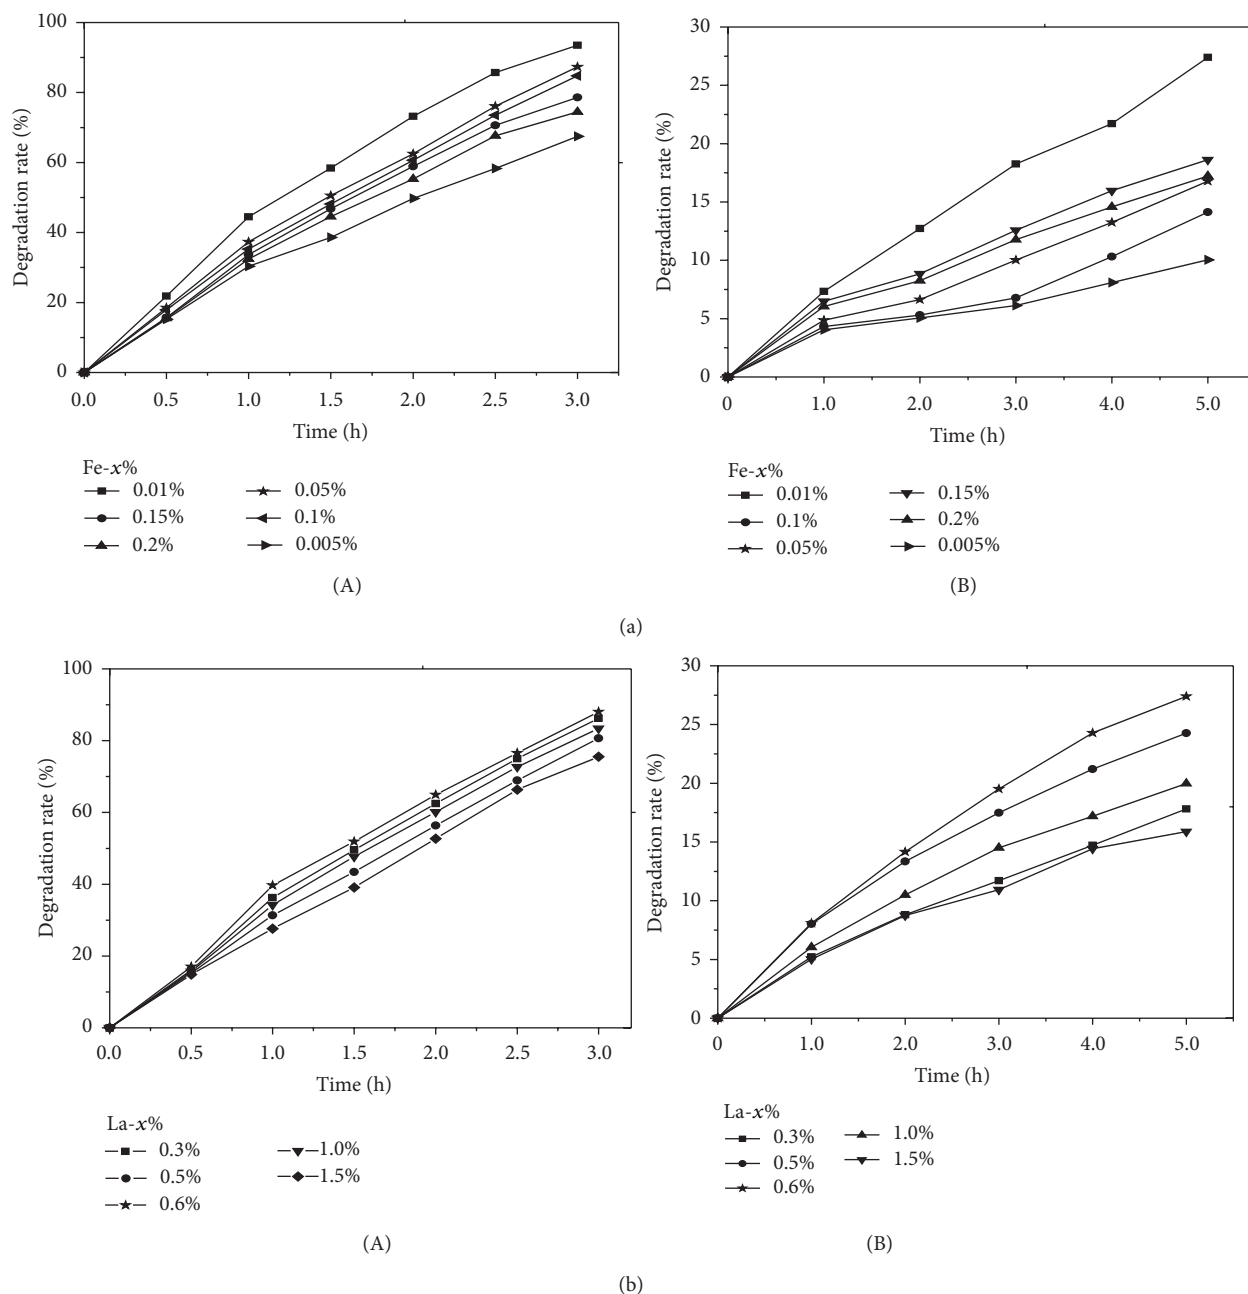 100
80
60
40
20
0
Degradation rate (%)
0.0 0.5 1.0 1.5 2.0 2.5 3.0
Time (h)
Fe-x%
0.01% 0.05%
0.15% 0.1%
0.2% 0.005%
(A)
30
25
20
15
10
5
0
Degradation rate (%)
0 1.0 2.0 3.0 4.0 5.0
Time (h)
Fe-x%
0.01% 0.15%
0.1% 0.2%
0.05% 0.005%
(B)
(a)
100
80
60
40
20
0
Degradation rate (%)
0.0 0.5 1.0 1.5 2.0 2.5 3.0
Time (h)
La-x%
0.3% 1.0%
0.5% 1.5%
0.6%
(A)
30
25
20
15
10
5
0
Degradation rate (%)
0 1.0 2.0 3.0 4.0 5.0
Time (h)
La-x%
0.3% 1.0%
0.5% 1.5%
0.6%
(B)
(b)